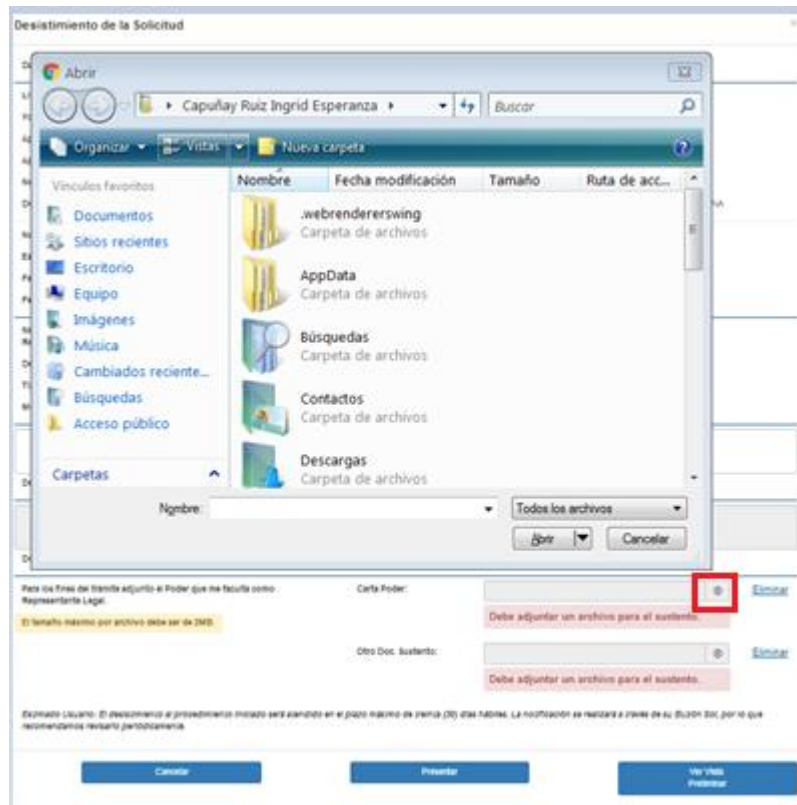 Desistimiento de la Solicitud
Abrir
Capuñay Ruiz Ingrid Esperanza
Buscar
Organizar
Vistas
Nueva carpeta
Vínculos favoritos
Documentos
Sitios recientes
Escritorio
Equipo
Imágenes
Música
Cambiados reciente...
Búsquedas
Acceso público
Carpetas
Nombre Fecha modificación Tamaño Ruta de acc...
.webrendererswing
Carpeta de archivos
AppData
Carpeta de archivos
Búsquedas
Carpeta de archivos
Contactos
Carpeta de archivos
Descargas
Carpeta de archivos
Nombre:
Todos los archivos
Abrir
Cancelar
Para los fines del trámite adjunto el Poder que me faculta como
Representante Legal.
El tamaño máximo por archivo debe ser de 2MB.
Carta Poder:
Eliminar
Debe adjuntar un archivo para el sustento.
Otro Doc. Sustento:
Eliminar
Debe adjuntar un archivo para el sustento.
Estimado Usuario: El desistimiento al procedimiento iniciado será atendido en el plazo máximo de treinta (30) días hábiles. La notificación se realizará a través de su Buzón Sol, por lo que
recomendamos revisarlo periódicamente.
Cancelar
Presentar
Ver Vista
Preliminar